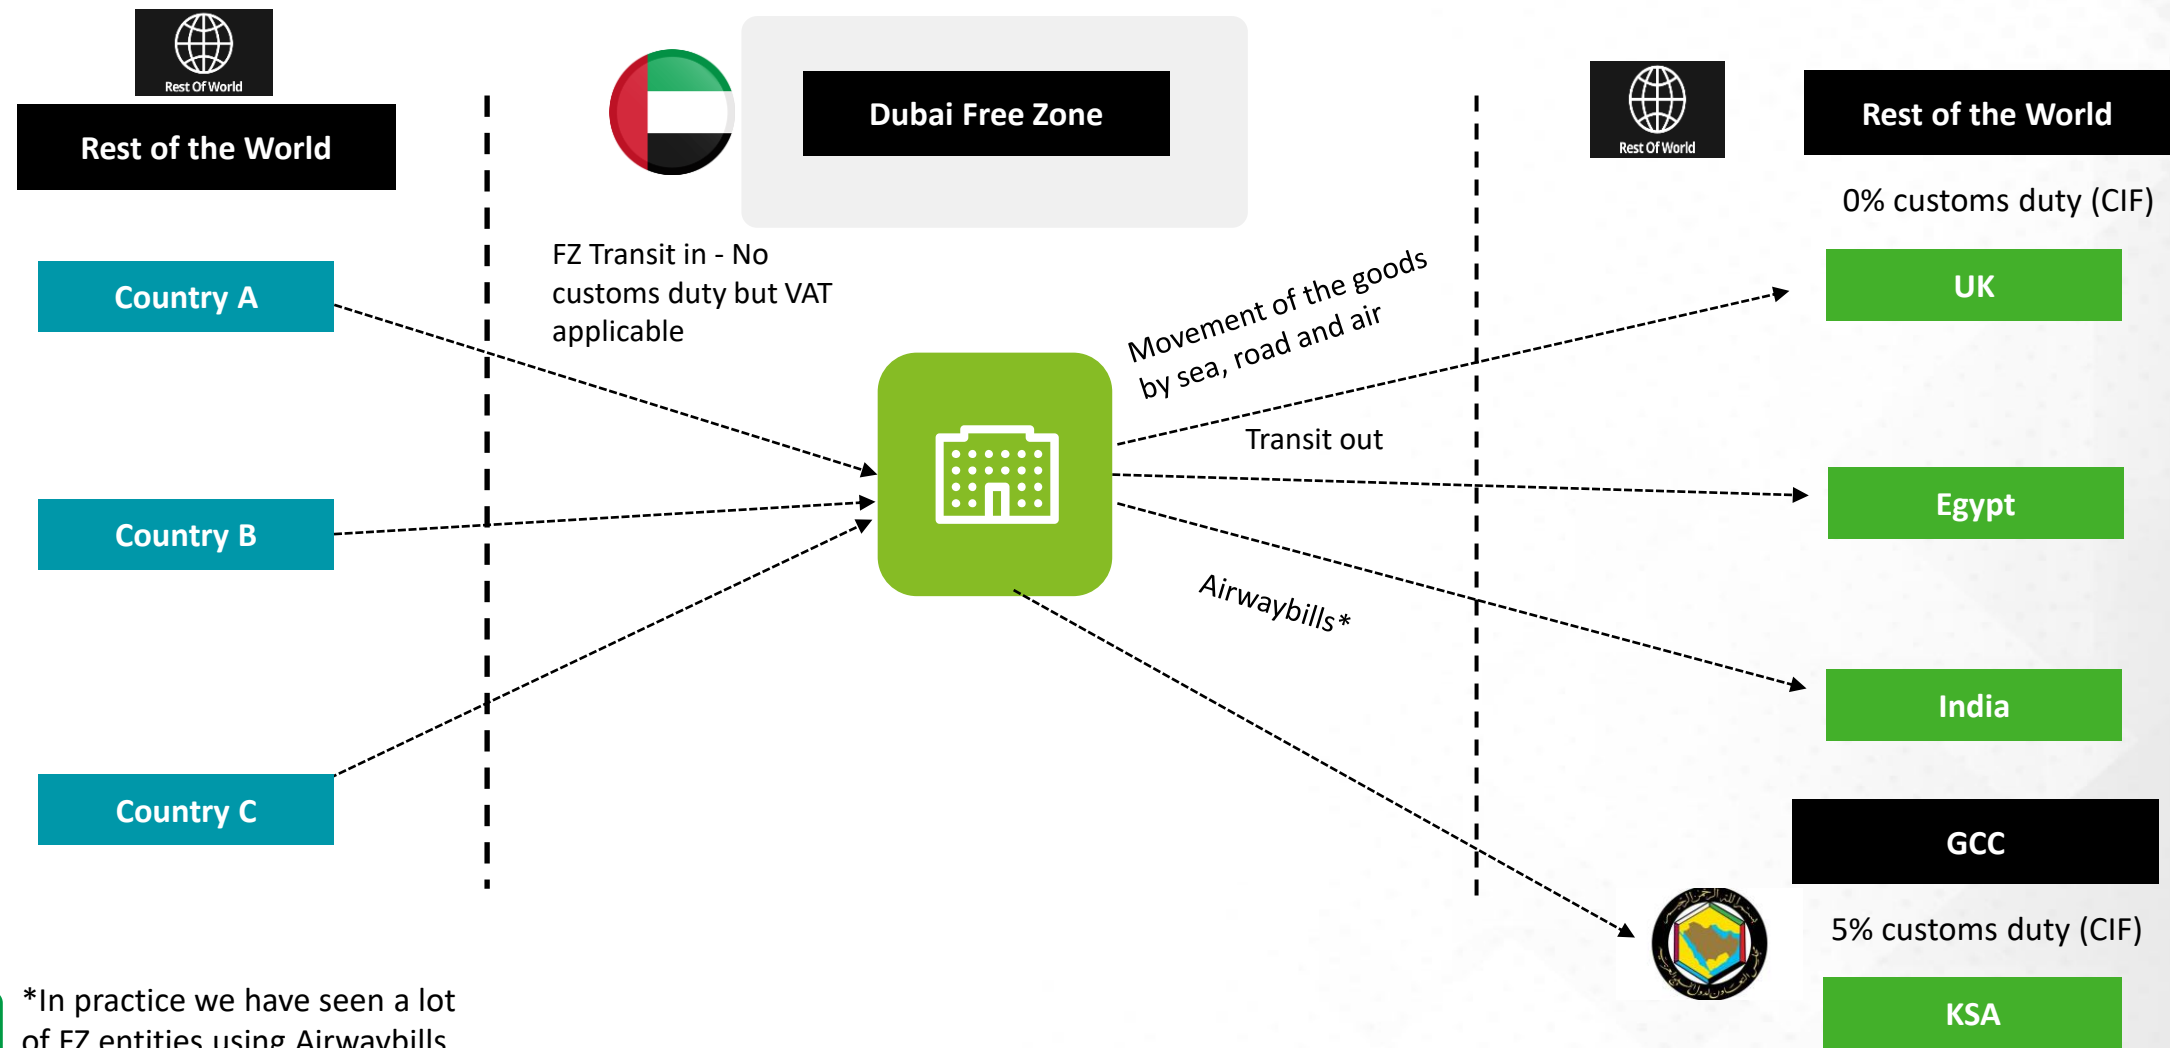 Rest Of World
Rest of the World
Country A
Country B
Country C
Dubai Free Zone
FZ Transit in - No
customs duty but VAT
applicable
Movement of the goods
by sea, road and air
Transit out
Airwaybills*
Rest Of World
Rest of the World
0% customs duty (CIF)
UK
Egypt
India
GCC
5% customs duty (CIF)
KSA
*In practice we have seen a lot
of FZ entities using Airwaybills